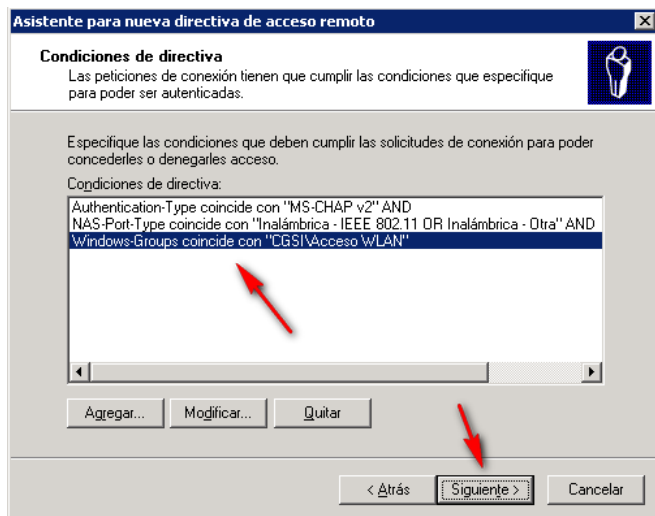 Asistente para nueva directiva de acceso remoto
Condiciones de directiva
Las peticiones de conexión tienen que cumplir las condiciones que especifique
para poder ser autenticadas.
Especifique las condiciones que deben cumplir las solicitudes de conexión para poder
concederles o denegarles acceso.
Condiciones de directiva:
Authentication-Type coincide con "MS-CHAP v2" AND
NAS-Port-Type coincide con "Inalámbrica - IEEE 802.11 OR Inalámbrica - Otra" AND
Windows-Groups coincide con "CGSI\Acceso WLAN"
Agregar... Modificar... Quitar
< Atrás Siguiente > Cancelar